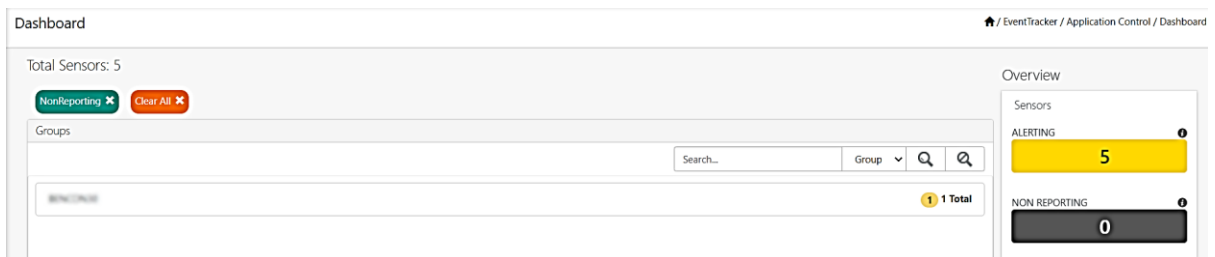 Dashboard
/ EventTracker / Application Control / Dashboard
Total Sensors: 5
NonReporting ✖
Clear All ✖
Groups
Search...
Group
1 1 Total
Overview
Sensors
ALERTING
5
NON REPORTING
0